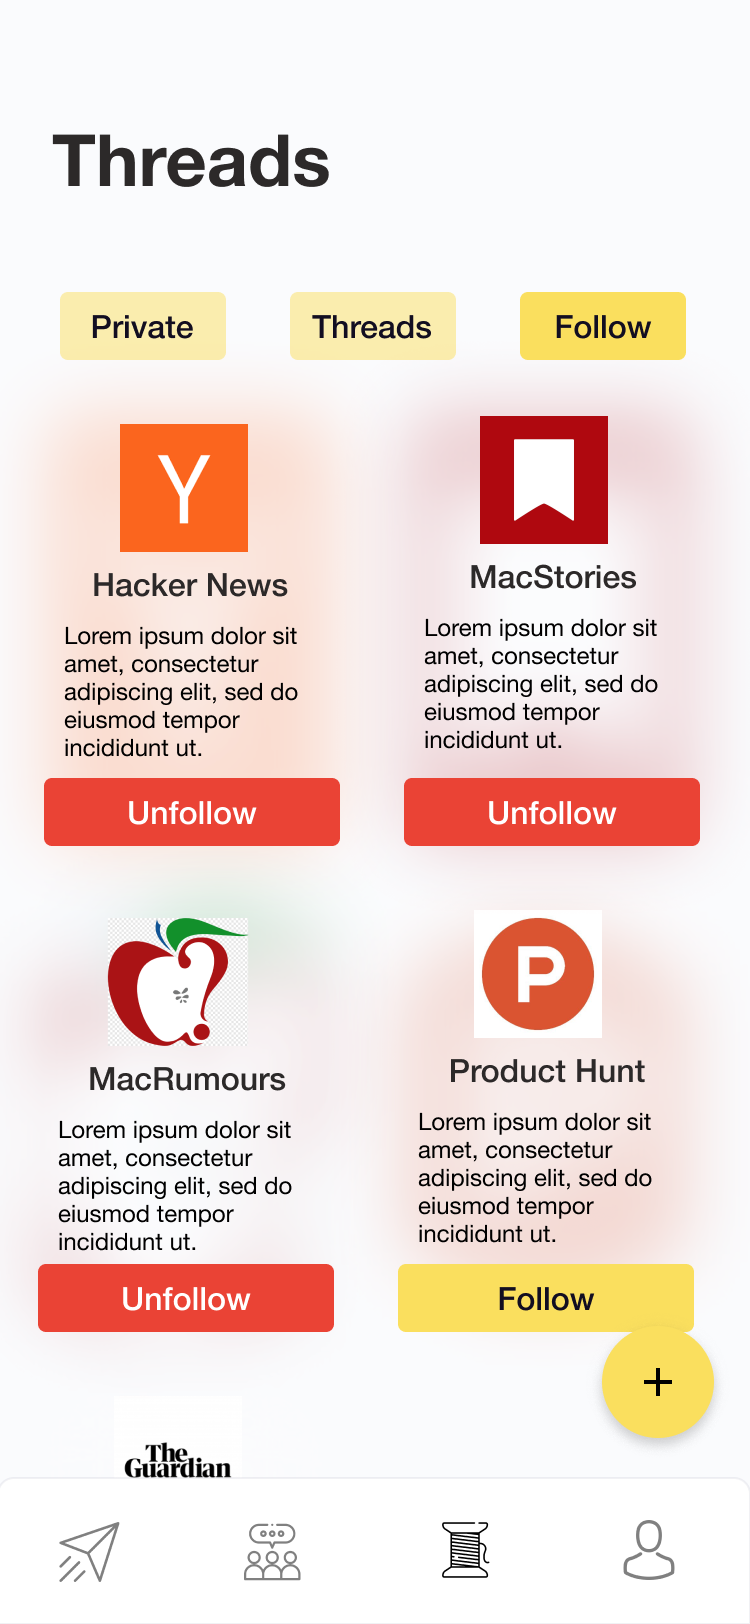 Threads
Private
Threads
Follow
Y
Hacker News
Lorem ipsum dolor sit
amet, consectetur
adipiscing elit, sed do
eiusmod tempor
incididunt ut.
Unfollow
MacStories
Lorem ipsum dolor sit
amet, consectetur
adipiscing elit, sed do
eiusmod tempor
incididunt ut.
Unfollow
MacRumours
Lorem ipsum dolor sit
amet, consectetur
adipiscing elit, sed do
eiusmod tempor
incididunt ut.
Unfollow
P
Product Hunt
Lorem ipsum dolor sit
amet, consectetur
adipiscing elit, sed do
eiusmod tempor
incididunt ut.
Follow
+
The
Guardian